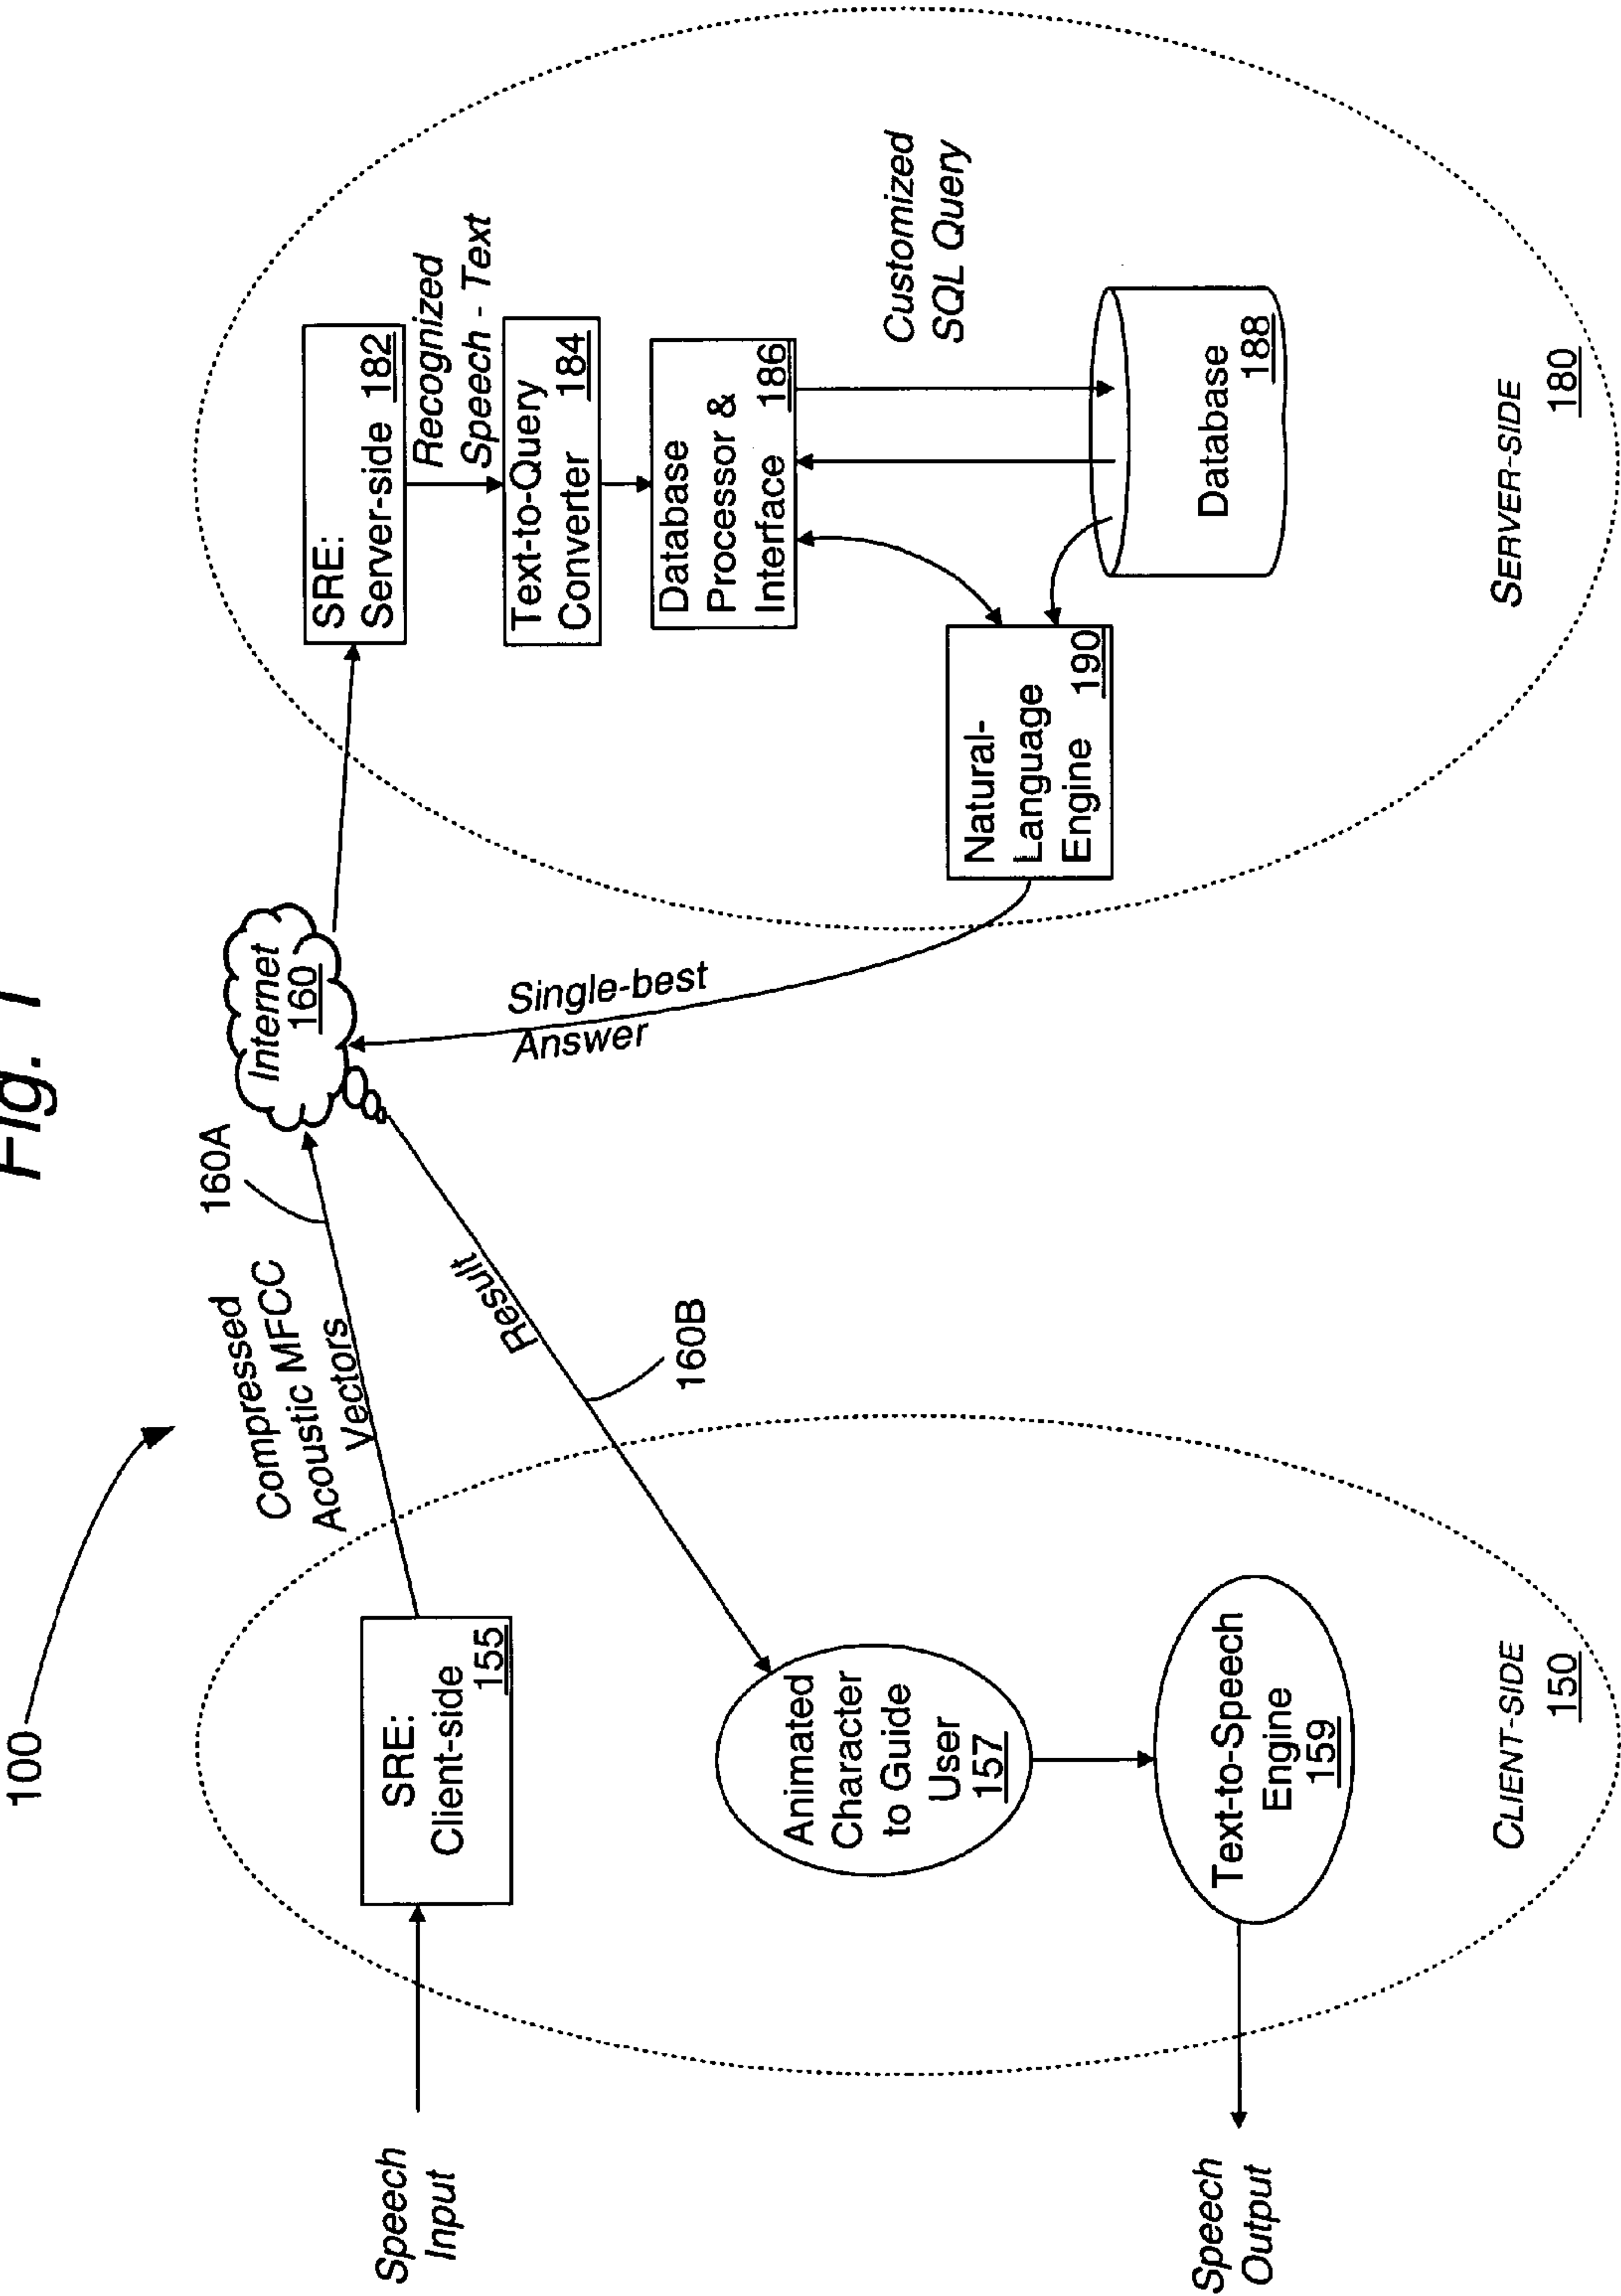 Fig. 1
100
Speech
Input
SRE:
Client-side
155
Compressed
Acoustic MFCC
Vectors
160A
Internet
160
Result
160B
Animated
Character
to Guide
User
157
Text-to-Speech
Engine
159
Speech
Output
CLIENT-SIDE
150
Single-best
Answer
SRE:
Server-side 182
Recognized
Speech - Text
Text-to-Query
Converter 184
Database
Processor &
Interface 186
Customized
SQL Query
Natural-
Language
Engine 190
Database
188
SERVER-SIDE
180